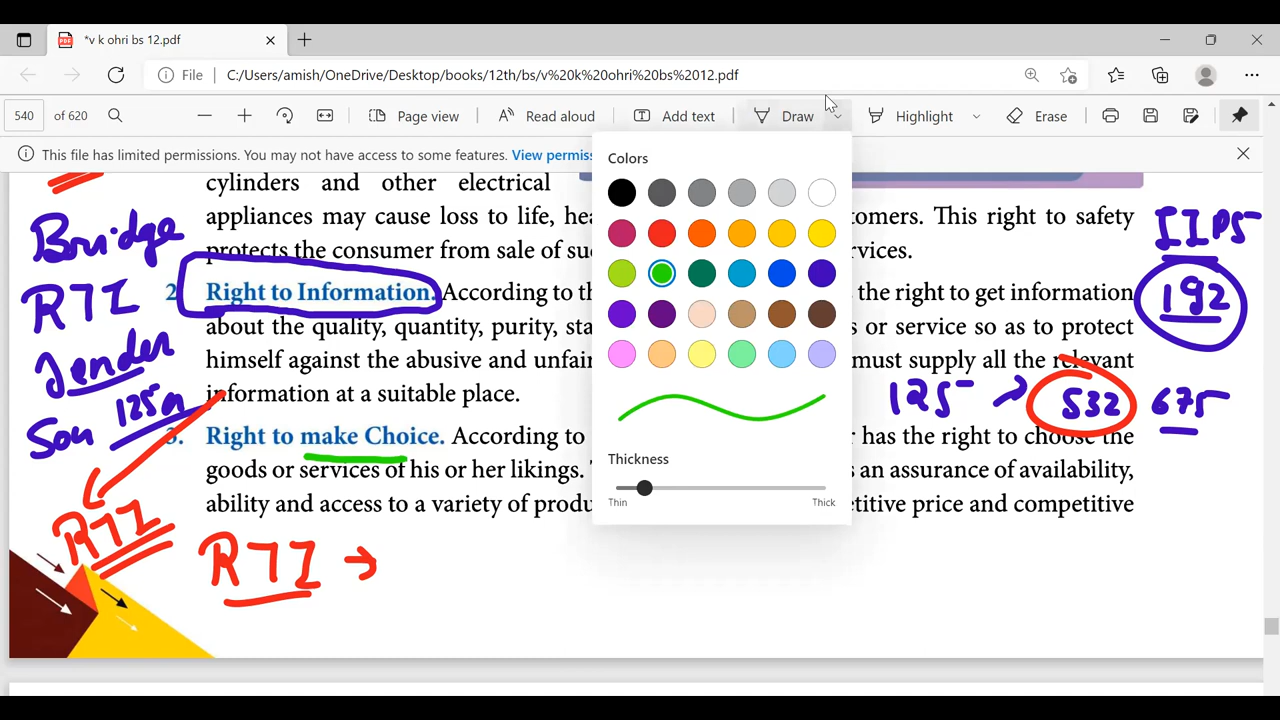 *v k ohri bs 12.pdf
File C:/Users/amish/OneDrive/Desktop/books/12th/bs/v%20k%20ohri%20bs%2012.pdf
540 of 620 Page view Read aloud Add text Draw Highlight Erase
This file has limited permissions. You may not have access to some features. View permiss
Colors
Thickness
Thin Thick
cylinders and other electrical
appliances may cause loss to life, hea tomers. This right to safety
protects the consumer from sale of su vices.
2. Right to Information. According to th the right to get information
about the quality, quantity, purity, sta s or service so as to protect
himself against the abusive and unfair must supply all the relevant
information at a suitable place.
3. Right to make Choice. According to r has the right to choose the
goods or services of his or her likings. s an assurance of availability,
ability and access to a variety of produ etitive price and competitive
Bridge
RTI
Jender
Son 125
RTI
RTI →
192
125 → 532 675